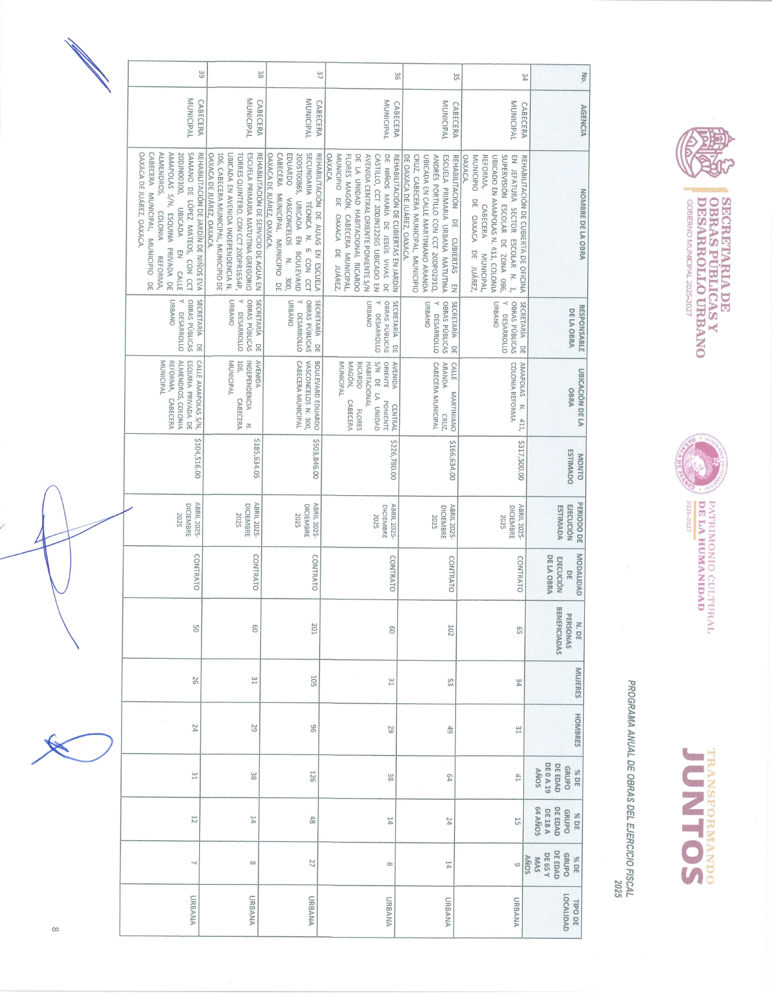 SECRETARIA DE
OBRAS PÚBLICAS Y
DESARROLLO URBANO
GOBIERNO MUNICIPAL 2025-2027
HONORABLE AYUNTAMIENTO
OAXACA DE JUÁREZ
PATRIMONIO CULTURAL
DE LA HUMANIDAD
2025-2027
TRANSFORMANDO
JUNTOS
PROGRAMA ANUAL DE OBRAS DEL EJERCICIO FISCAL
2025
No.
AGENCIA
NOMBRE DE LA OBRA
RESPONSABLE
DE LA OBRA
UBICACIÓN DE LA
OBRA
MONTO
ESTIMADO
PERIODO DE
EJECUCIÓN
ESTIMADA
MODALIDAD
DE
EJECUCIÓN
DE LA OBRA
N. DE
PERSONAS
BENEFICIADAS
MUJERES
HOMBRES
% DE
GRUPO
DE EDAD
DE 0 A 19
AÑOS
% DE
GRUPO
DE EDAD
DE 18 A
64 AÑOS
% DE
GRUPO
DE EDAD
DE 65 Y
MAS
AÑOS
TIPO DE
LOCALIDAD
34
CABECERA
MUNICIPAL
REHABILITACIÓN DE CUBIERTA DE OFICINA
EN JEFATURA SECTOR ESCOLAR N. 1,
SUPERVISIÓN ESCOLAR DE ZONA 096,
UBICADO EN AMAPOLAS N. 411, COLONIA
REFORMA, CABECERA MUNICIPAL,
MUNICIPIO DE OAXACA DE JUÁREZ,
OAXACA.
SECRETARÍA DE
OBRAS PÚBLICAS
Y DESARROLLO
URBANO
AMAPOLAS N. 411,
COLONIA REFORMA
$317,500.00
ABRIL 2025-
DICIEMBRE
2025
CONTRATO
65
34
31
41
15
9
URBANA
35
CABECERA
MUNICIPAL
REHABILITACIÓN DE CUBIERTAS EN
ESCUELA PRIMARIA URBANA MATUTINA
ANDRÉS PORTILLO CON CCT 20DPO291Q,
UBICADA EN CALLE MARTINIANO ARANDA
CRUZ, CABECERA MUNICIPAL, MUNICIPIO
DE OAXACA DE JUÁREZ, OAXACA.
SECRETARÍA DE
OBRAS PÚBLICAS
Y DESARROLLO
URBANO
CALLE MARTINIANO
ARANDA CRUZ,
CABECERA MUNICIPAL
$166,634.00
ABRIL 2025-
DICIEMBRE
2025
CONTRATO
102
53
49
64
24
14
URBANA
36
CABECERA
MUNICIPAL
REHABILITACIÓN DE CUBIERTAS EN JARDÍN
DE NIÑOS MARÍA DE JESÚS VIVAS DE
CASTILLO, CCT 20DJN1226G UBICADO EN
AVENIDA CENTRAL ORIENTE PONIENTE S/N
DE LA UNIDAD HABITACIONAL RICARDO
FLORES MAGÓN, CABECERA MUNICIPAL,
MUNICIPIO DE OAXACA DE JUÁREZ,
OAXACA.
SECRETARÍA DE
OBRAS PÚBLICAS
Y DESARROLLO
URBANO
AVENIDA CENTRAL
ORIENTE PONIENTE
S/N DE LA UNIDAD
HABITACIONAL
RICARDO FLORES
MAGÓN, CABECERA
MUNICIPAL
$226,780.00
ABRIL 2025-
DICIEMBRE
2025
CONTRATO
60
31
29
38
14
8
URBANA
37
CABECERA
MUNICIPAL
REHABILITACIÓN DE AULAS EN ESCUELA
SECUNDARIA TÉCNICA N. 6 CON CCT
20DST0086S, UBICADA EN BOULEVARD
EDUARDO VASCONCELOS N. 300,
CABECERA MUNICIPAL, MUNICIPIO DE
OAXACA DE JUÁREZ, OAXACA.
SECRETARÍA DE
OBRAS PÚBLICAS
Y DESARROLLO
URBANO
BOULEVARD EDUARDO
VASCONCELOS N. 300,
CABECERA MUNICIPAL
$503,846.00
ABRIL 2025-
DICIEMBRE
2025
CONTRATO
201
105
96
126
48
27
URBANA
38
CABECERA
MUNICIPAL
REHABILITACIÓN DE SERVICIO DE AGUA EN
ESCUELA PRIMARIA MATUTINA GREGORIO
TORRES QUINTERO, CON CCT 20DPR1654P,
UBICADA EN AVENIDA INDEPENDENCIA N.
106, CABECERA MUNICIPAL, MUNICIPIO DE
OAXACA DE JUÁREZ, OAXACA.
SECRETARÍA DE
OBRAS PÚBLICAS
Y DESARROLLO
URBANO
AVENIDA
INDEPENDENCIA N.
106, CABECERA
MUNICIPAL
$185,634.05
ABRIL 2025-
DICIEMBRE
2025
CONTRATO
60
31
29
38
14
8
URBANA
39
CABECERA
MUNICIPAL
REHABILITACIÓN DE JARDÍN DE NIÑOS EVA
SAMANO DE LÓPEZ MATEOS, CON CCT
20DJN00300, UBICADA EN CALLE
AMAPOLAS S/N, ESQUINA PRIVADA DE
ALMENDROS, COLONIA REFORMA,
CABECERA MUNICIPAL, MUNICIPIO DE
OAXACA DE JUÁREZ, OAXACA.
SECRETARÍA DE
OBRAS PÚBLICAS
Y DESARROLLO
URBANO
CALLE AMAPOLAS S/N,
ESQUINA PRIVADA DE
ALMENDROS, COLONIA
REFORMA, CABECERA
MUNICIPAL
$104,516.00
ABRIL 2025-
DICIEMBRE
2025
CONTRATO
50
26
24
31
12
7
URBANA
8